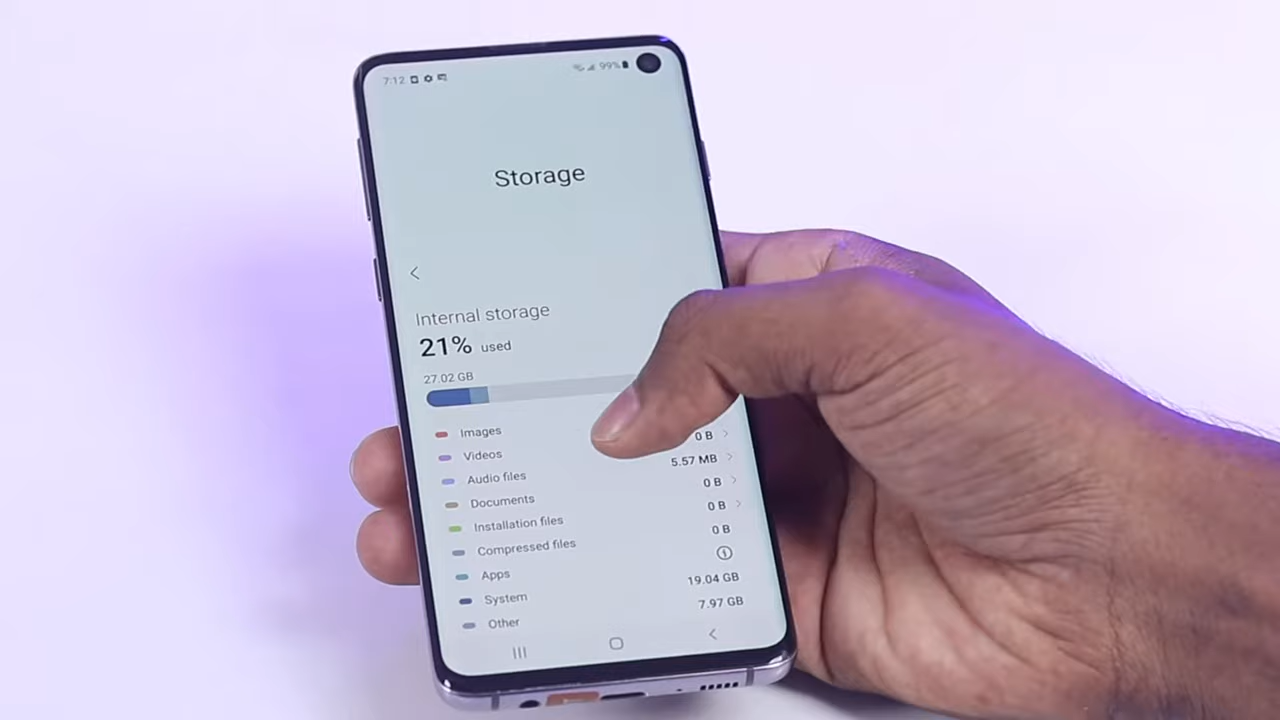 7:12 99%
Storage
Internal storage
21% used
27.02 GB
Images
Videos 0 B
Audio files 5.57 MB
Documents 0 B
Installation files 0 B
Compressed files 0 B
Apps
System 19.04 GB
Other 7.97 GB